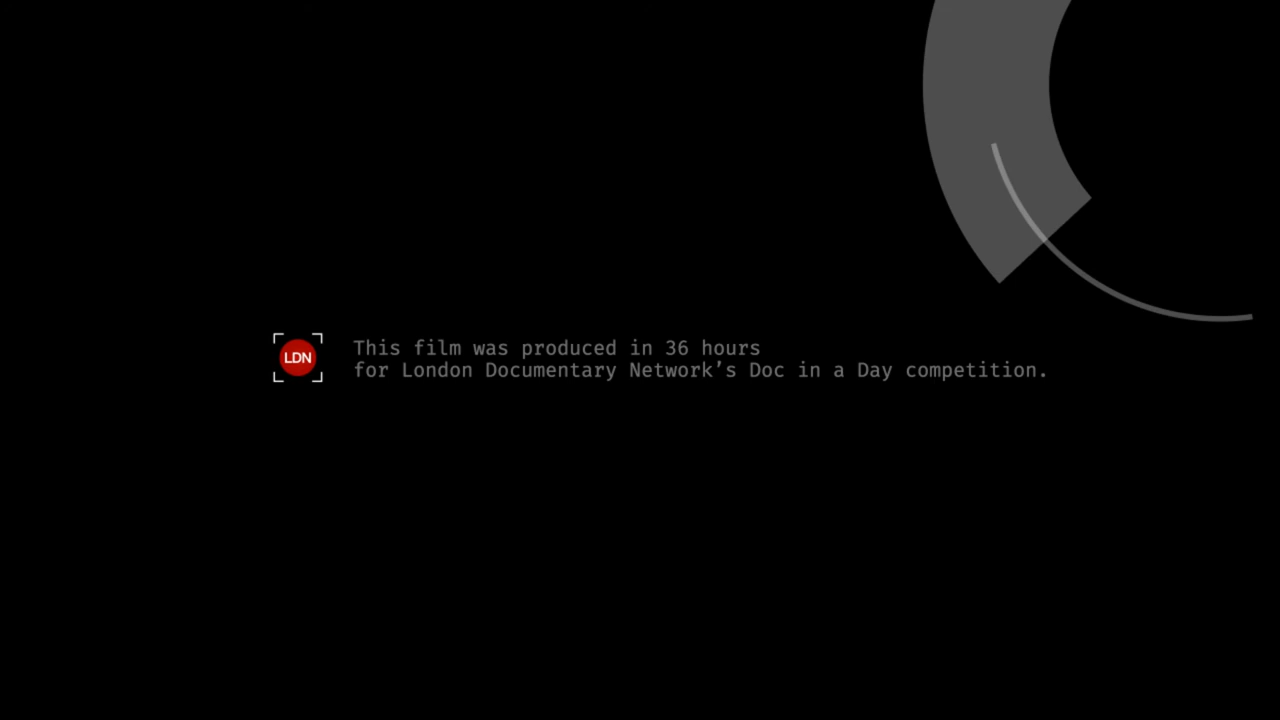 LDN
This film was produced in 36 hours
for London Documentary Network’s Doc in a Day competition.